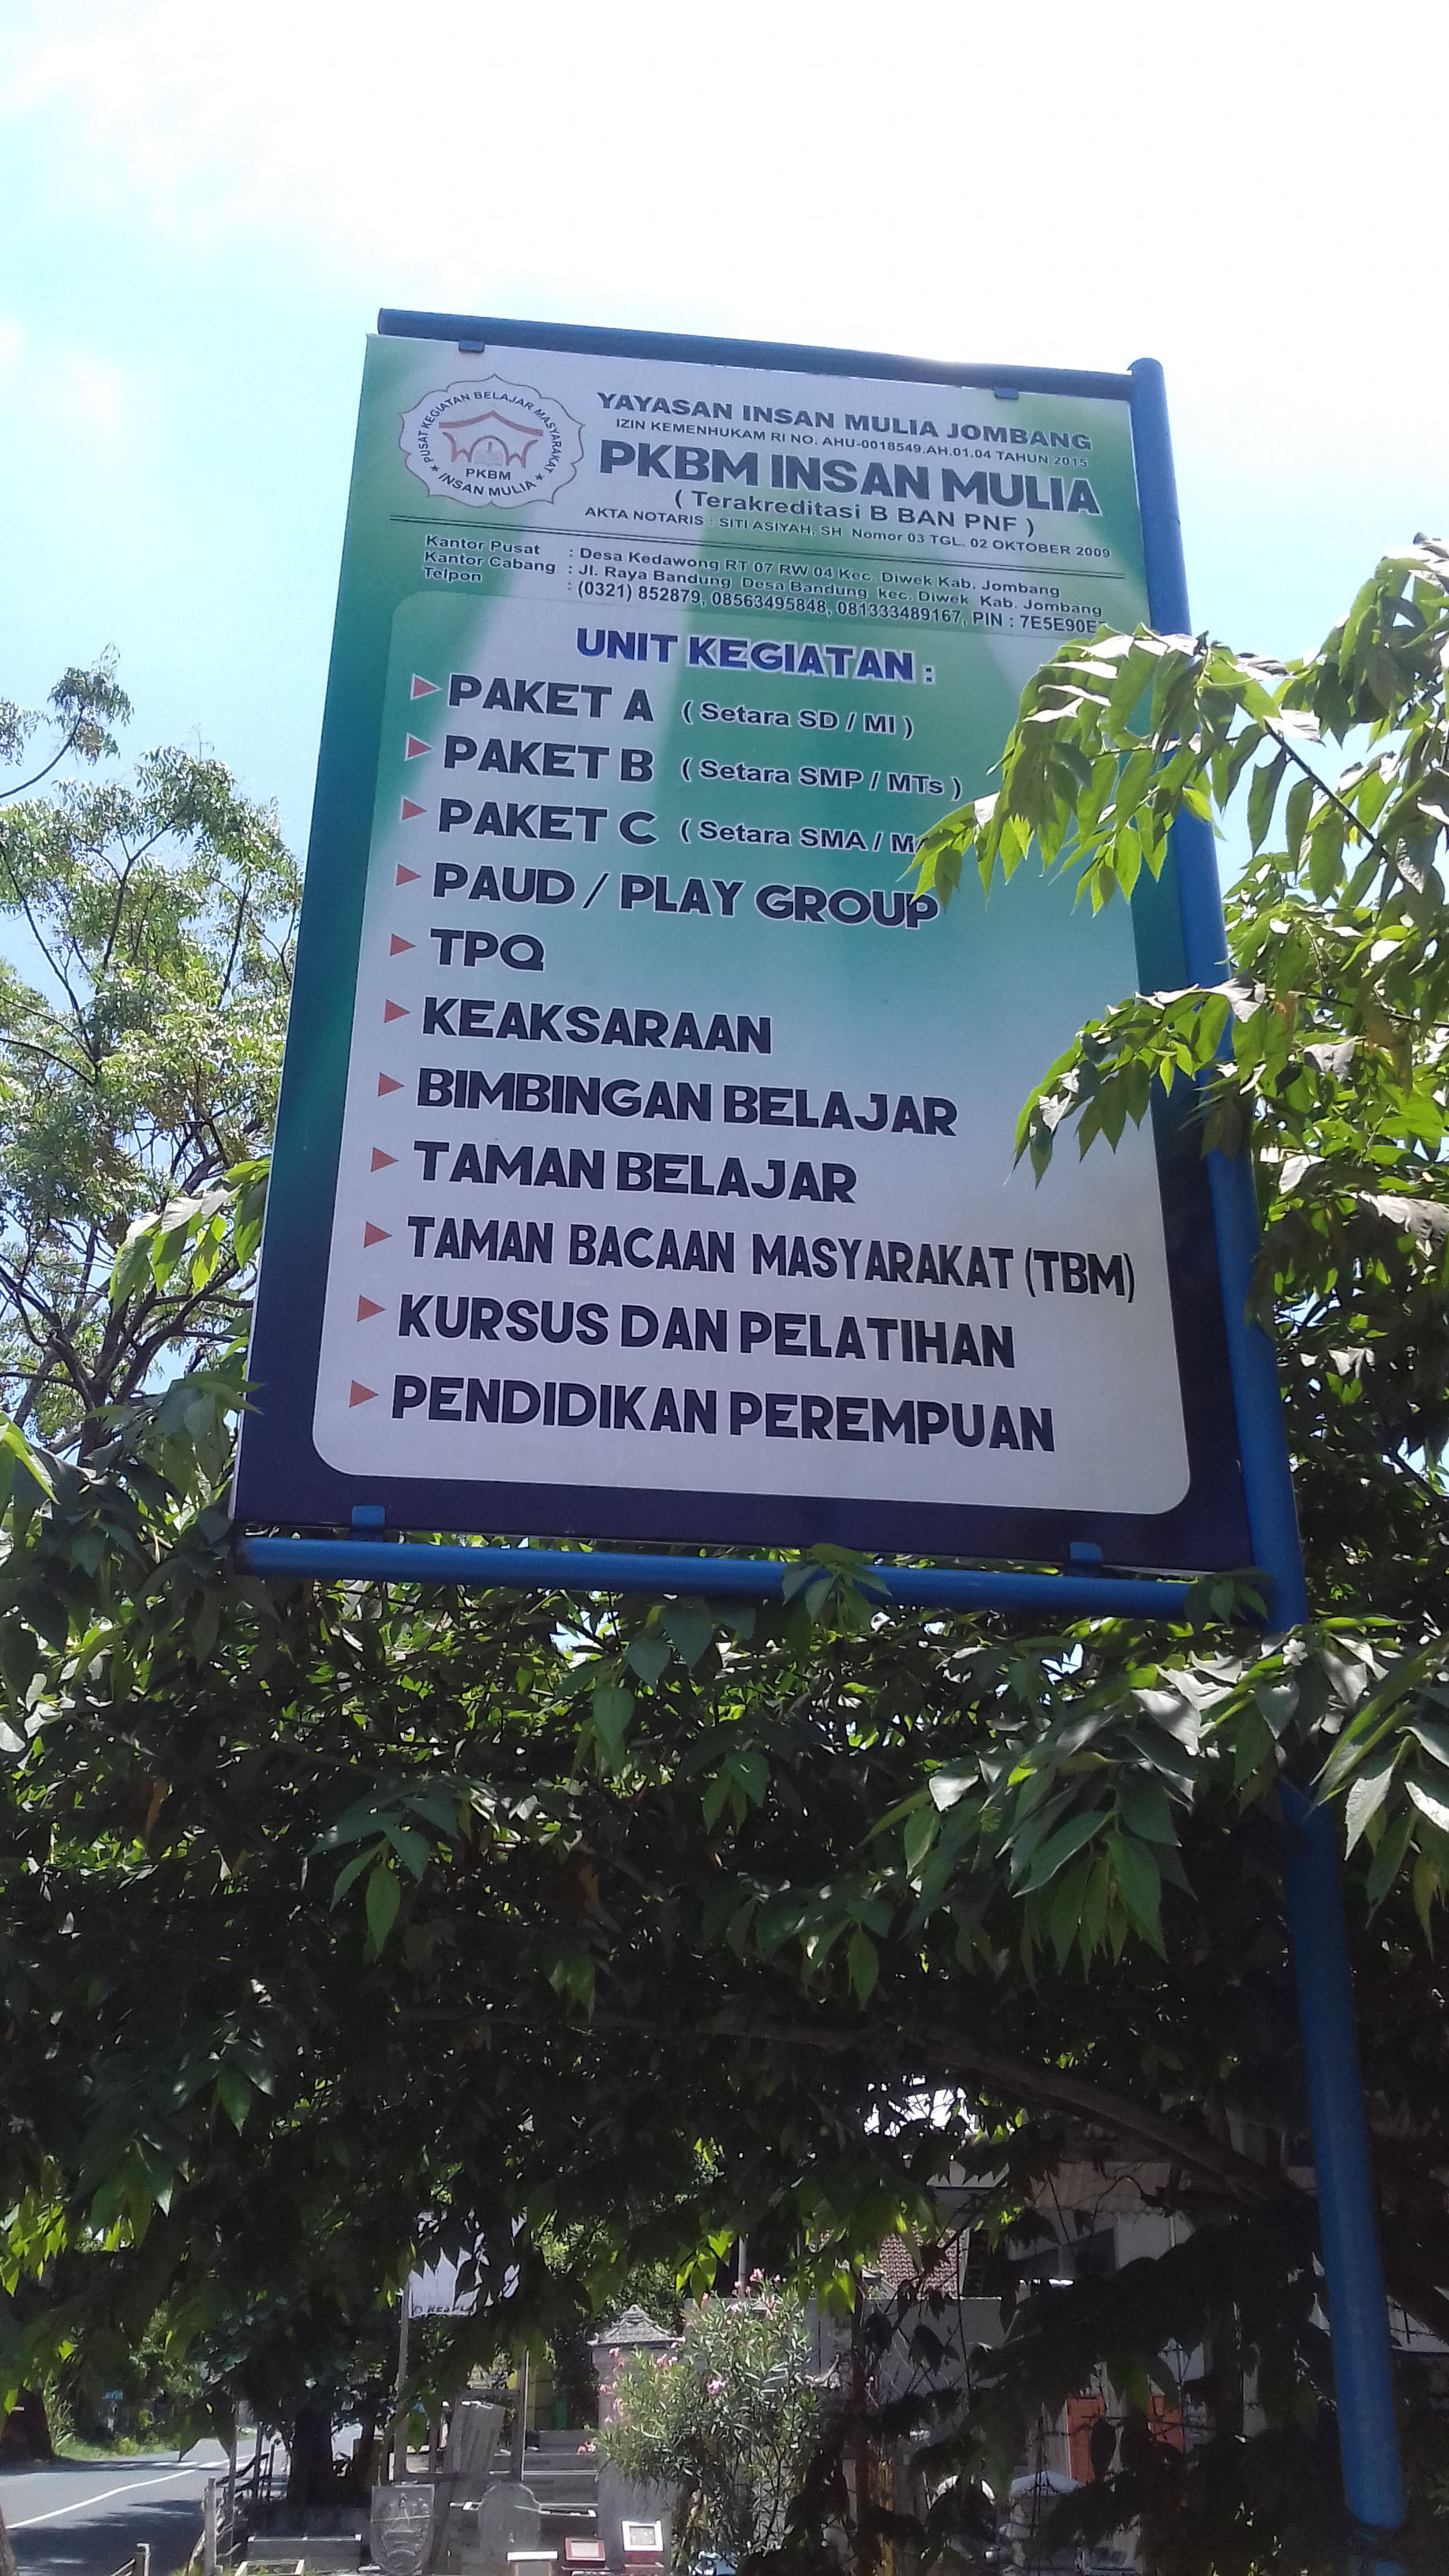 PUSAT KEGIATAN BELAJAR MASYARAKAT
PKBM
★ INSAN MULIA ★
YAYASAN INSAN MULIA JOMBANG
IZIN KEMENHUKAM RI NO. AHU-0018549.AH.01.04 TAHUN 2015
PKBM INSAN MULIA
( Terakreditasi B BAN PNF )
AKTA NOTARIS : SITI ASIYAH, SH Nomor 03 TGL. 02 OKTOBER 2009
Kantor Pusat : Desa Kedawong RT 07 RW 04 Kec. Diwek Kab. Jombang
Kantor Cabang : Jl. Raya Bandung Desa Bandung kec. Diwek Kab. Jombang
Telpon : (0321) 852879, 08563495848, 081333489167, PIN :
UNIT KEGIATAN :
PAKET A ( Setara SD / MI )
PAKET B ( Setara SMP / MTs )
PAKET C ( Setara SMA /
PAUD / PLAY GROUP
TPQ
KEAKSARAAN
BIMBINGAN BELAJAR
TAMAN BELAJAR
TAMAN BACAAN MASYARAKAT (TBM)
KURSUS DAN PELATIHAN
PENDIDIKAN PEREMPUAN